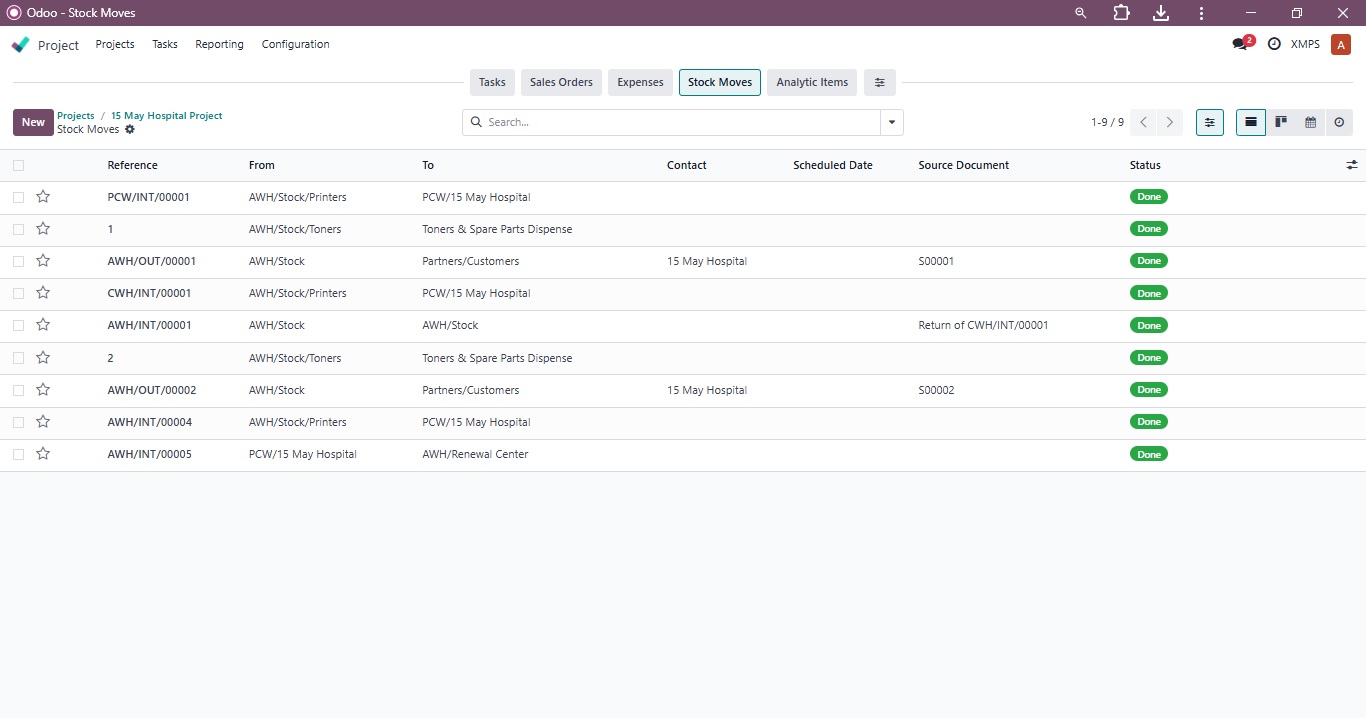 Odoo - Stock Moves
Project Projects Tasks Reporting Configuration 2 XMPS A
Tasks Sales Orders Expenses Stock Moves Analytic Items
New Projects / 15 May Hospital Project
Stock Moves
Search... 1-9 / 9
Reference From To Contact Scheduled Date Source Document Status
PCW/INT/00001 AWH/Stock/Printers PCW/15 May Hospital Done
1 AWH/Stock/Toners Toners & Spare Parts Dispense Done
AWH/OUT/00001 AWH/Stock Partners/Customers 15 May Hospital S00001 Done
CWH/INT/00001 AWH/Stock/Printers PCW/15 May Hospital Done
AWH/INT/00001 AWH/Stock AWH/Stock Return of CWH/INT/00001 Done
2 AWH/Stock/Toners Toners & Spare Parts Dispense Done
AWH/OUT/00002 AWH/Stock Partners/Customers 15 May Hospital S00002 Done
AWH/INT/00004 AWH/Stock/Printers PCW/15 May Hospital Done
AWH/INT/00005 PCW/15 May Hospital AWH/Renewal Center Done